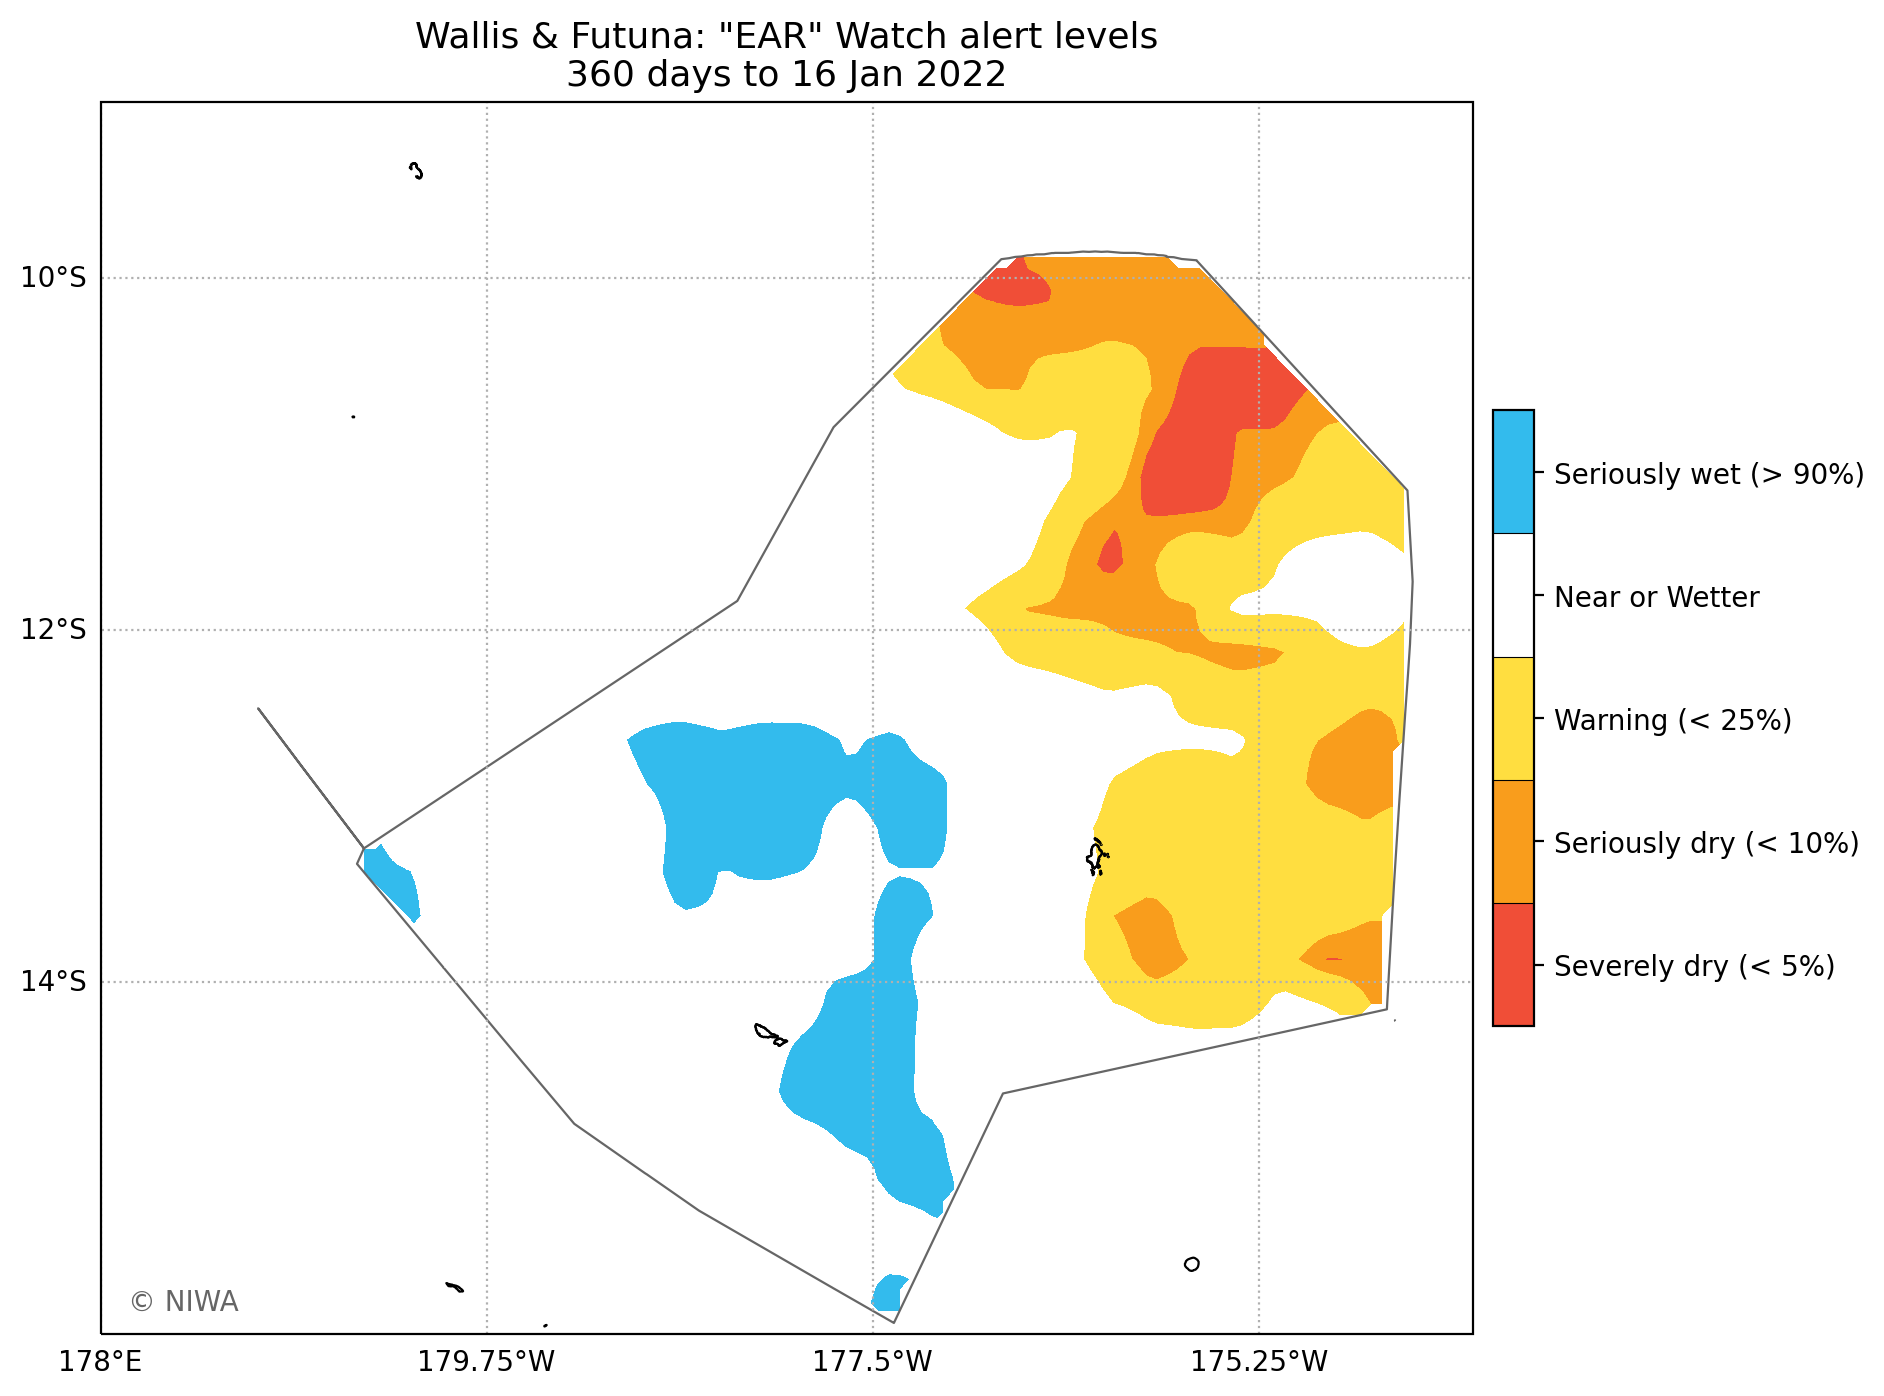 Wallis & Futuna: "EAR" Watch alert levels
360 days to 16 Jan 2022
10°S
12°S
14°S
178°E
179.75°W
177.5°W
175.25°W
Seriously wet (> 90%)
Near or Wetter
Warning (< 25%)
Seriously dry (< 10%)
Severely dry (< 5%)
© NIWA